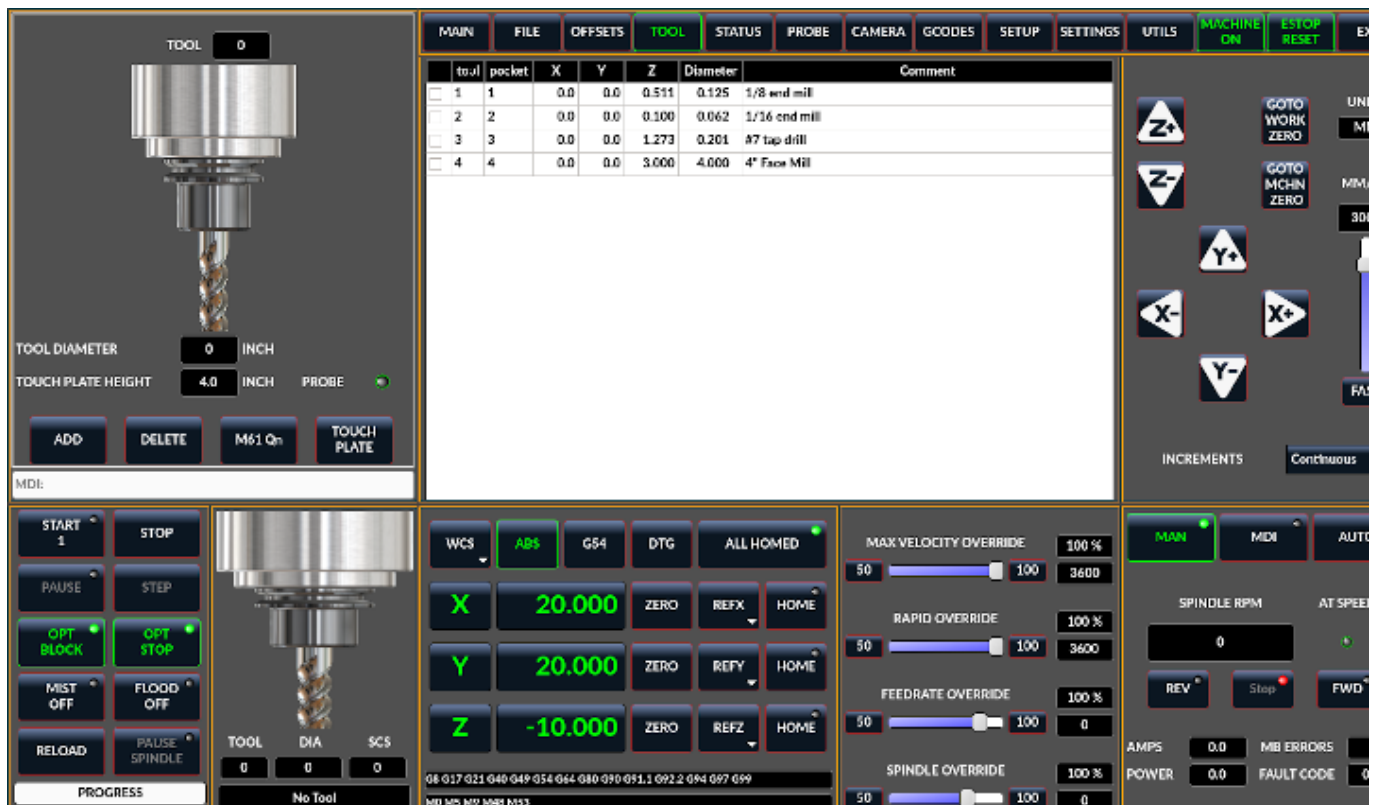 MAIN FILE OFFSETS TOOL STATUS PROBE CAMERA GCODES SETUP SETTINGS UTILS MACHINE ON ESTOP RESET
TOOL 0
tool pocket X Y Z Diameter Comment
1 1 0.0 0.0 0.511 0.125 1/8 end mill
2 2 0.0 0.0 0.100 0.062 1/16 end mill
3 3 0.0 0.0 1.273 0.201 #7 tap drill
4 4 0.0 0.0 3.000 4.000 4" Face Mill
Z+ GOTO WORK ZERO
Z- GOTO MCHN ZERO
Y+
X- X+
Y-
INCREMENTS Continuous
TOOL DIAMETER 0 INCH
TOUCH PLATE HEIGHT 4.0 INCH PROBE
ADD DELETE M61 Qn TOUCH PLATE
MDI:
START 1 STOP
PAUSE STEP
OPT BLOCK OPT STOP
MIST OFF FLOOD OFF
RELOAD PAUSE SPINDLE
PROGRESS
TOOL DIA SCS
0 0 0
No Tool
WCS ABS G54 DTG ALL HOMED
X 20.000 ZERO REFX HOME
Y 20.000 ZERO REFY HOME
Z -10.000 ZERO REFZ HOME
G8 G17 G21 G40 G49 G54 G64 G80 G90 G91.1 G92.2 G94 G97 G99
M0 M5 M9 M48 M53
MAX VELOCITY OVERRIDE 100 %
50 100 3600
RAPID OVERRIDE 100 %
50 100 3600
FEEDRATE OVERRIDE 100 %
50 100 0
SPINDLE OVERRIDE 100 %
50 100 0
MAN MDI AUTO
SPINDLE RPM AT SPEED
0
REV Stop FWD
AMPS 0.0 MB ERRORS
POWER 0.0 FAULT CODE